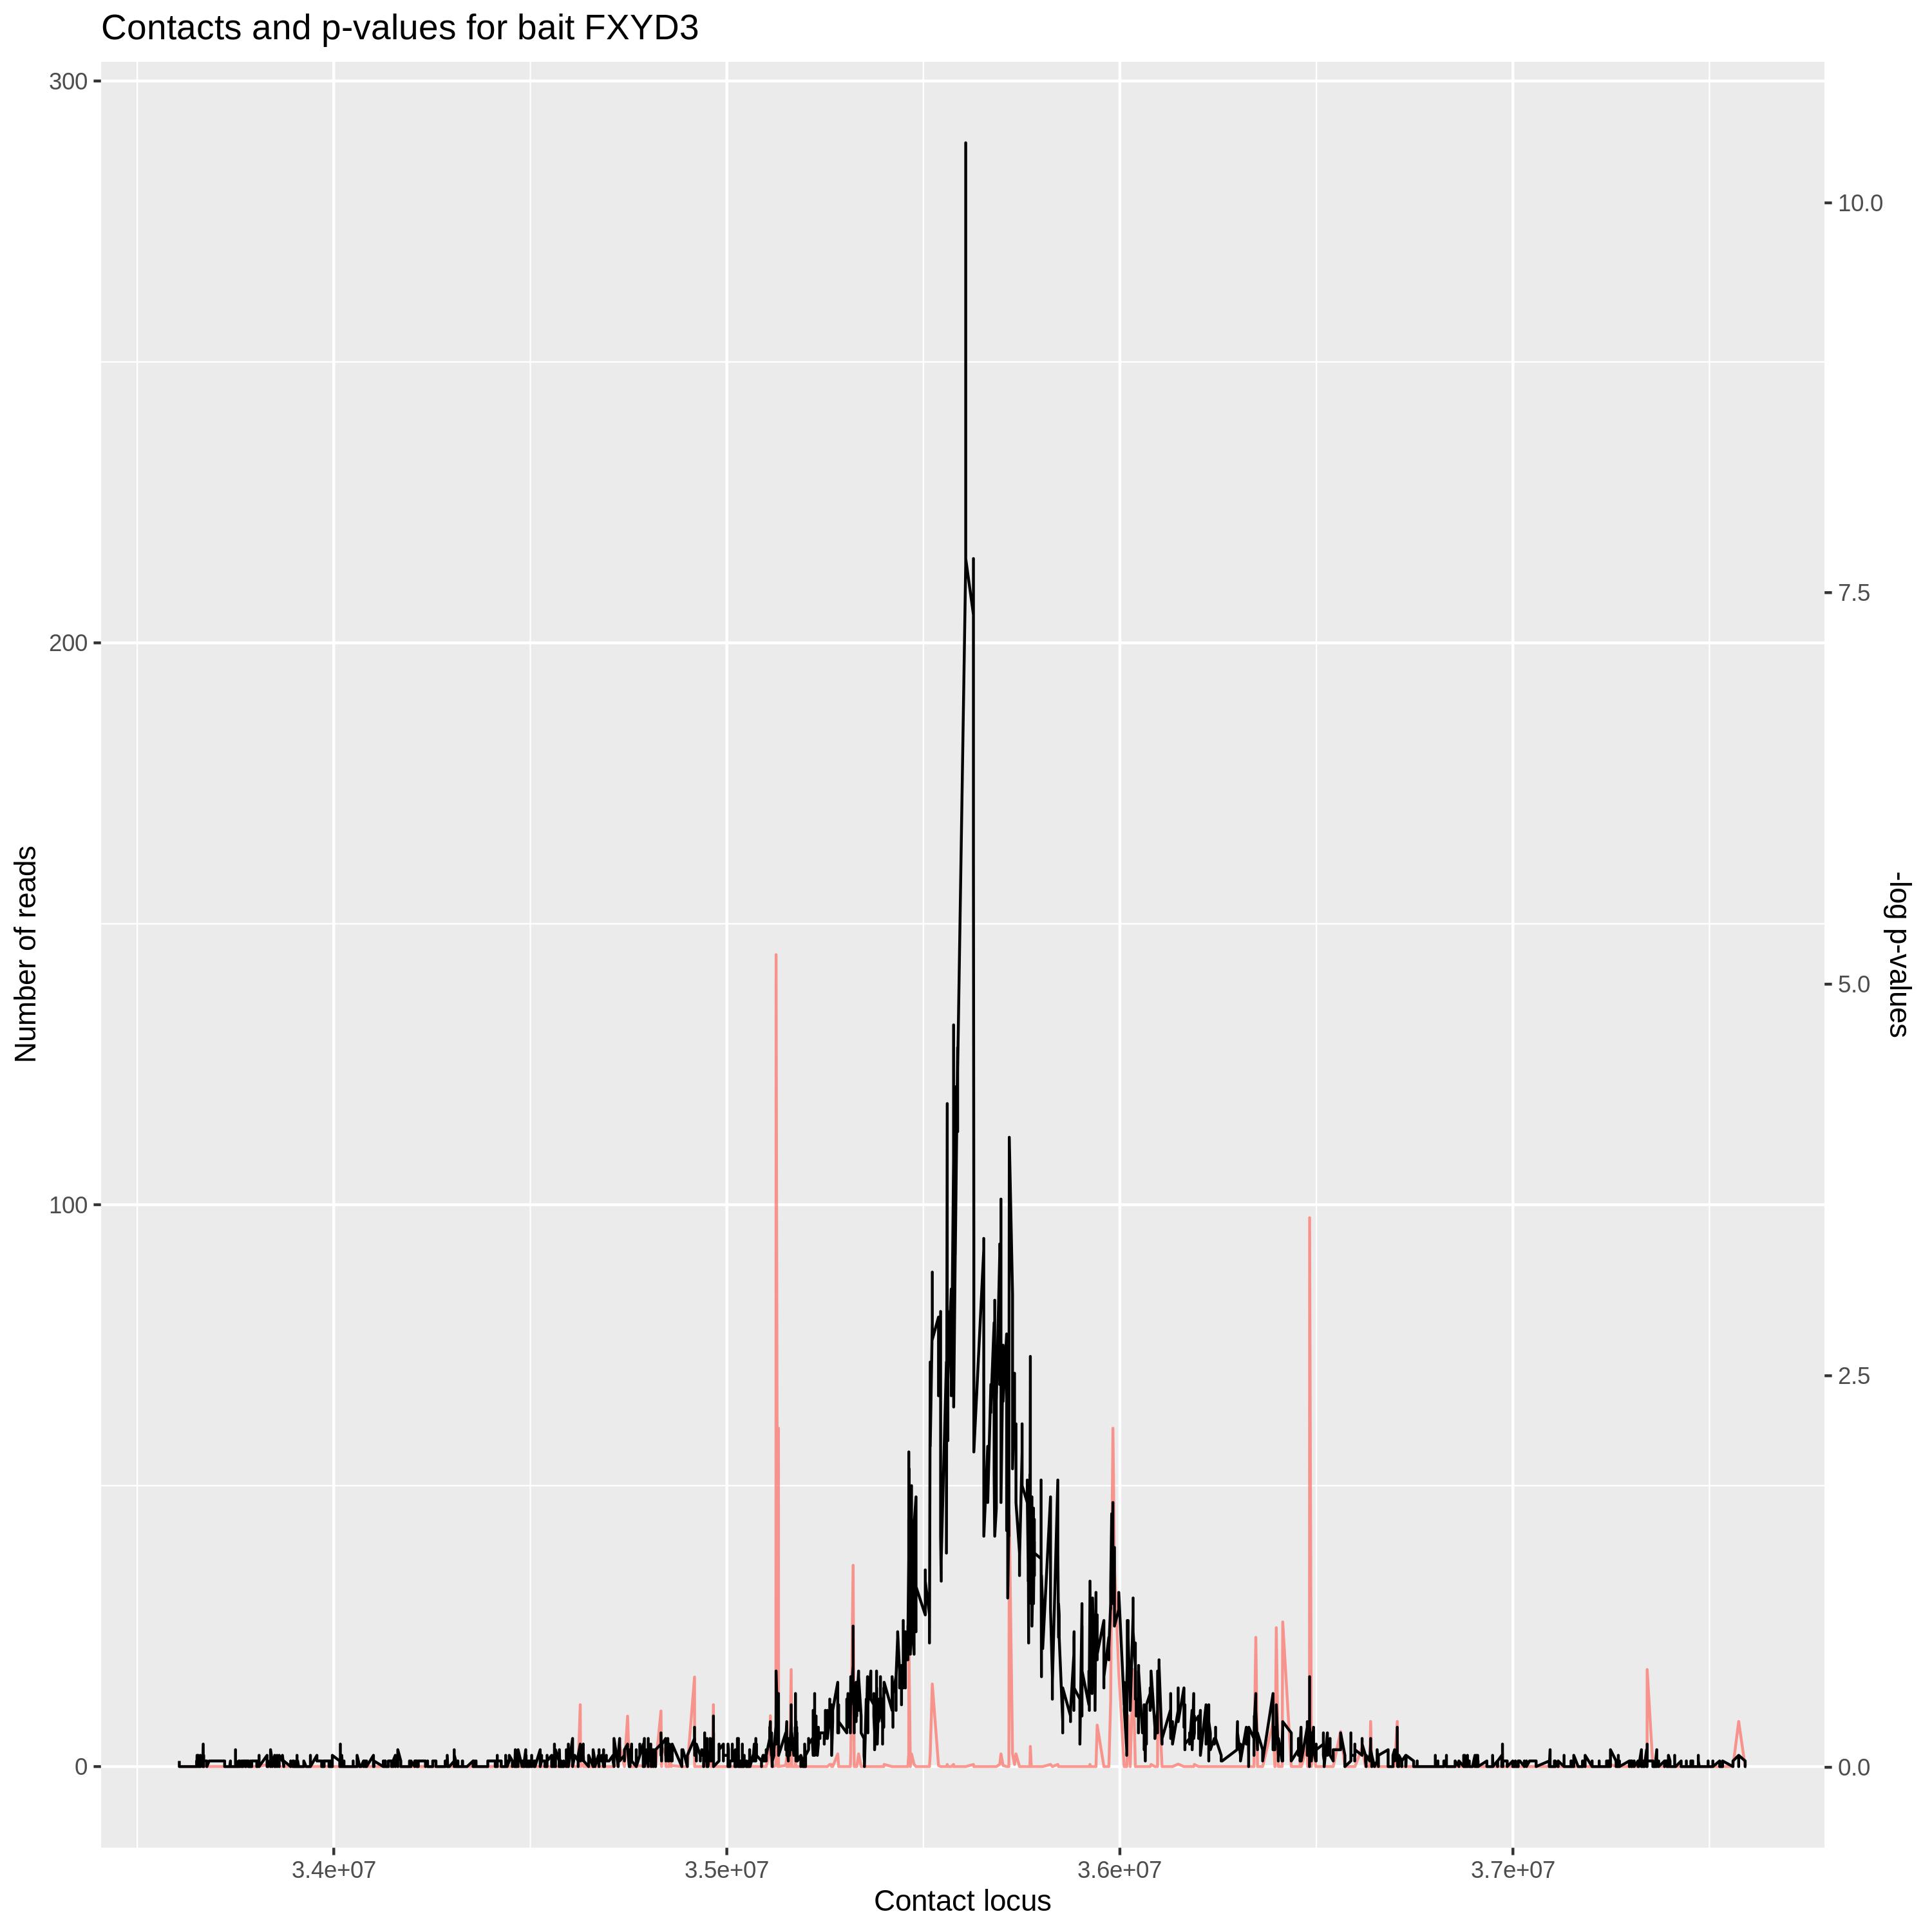 Contacts and p-values for bait FXYD3
300
200
100
0
Number of reads
10.0
7.5
5.0
2.5
0.0
-log p-values
3.4e+07
3.5e+07
3.6e+07
3.7e+07
Contact locus